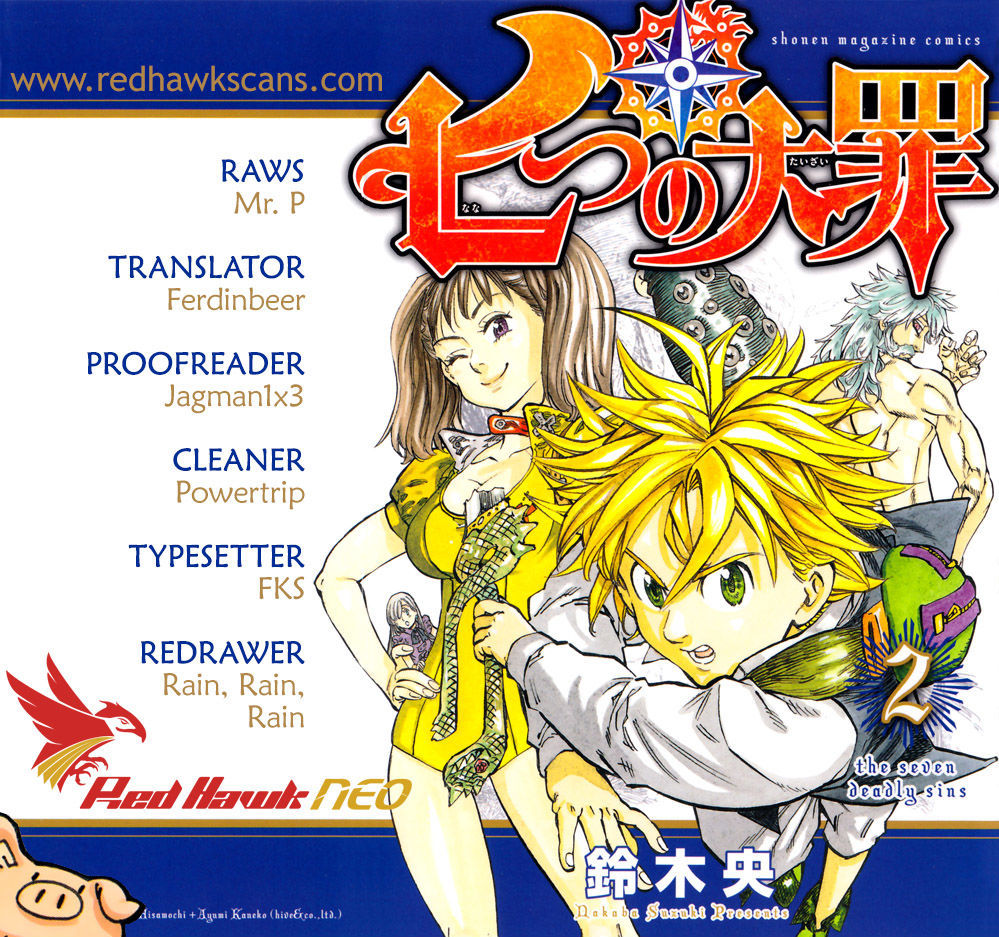 shonen magazine comics
www.redhawkscans.com
七つの大罪
なな
たいざい
RAWS
Mr. P
TRANSLATOR
Ferdinbeer
PROOFREADER
Jagman1x3
CLEANER
Powertrip
TYPESETTER
FKS
REDRAWER
Rain, Rain,
Rain
Red Hawk NEO
2
the seven
deadly sins
鈴木央
Nakaba Suzuki Presents
Hisamochi + Ayumi Kaneko (hive&co.,ltd.)